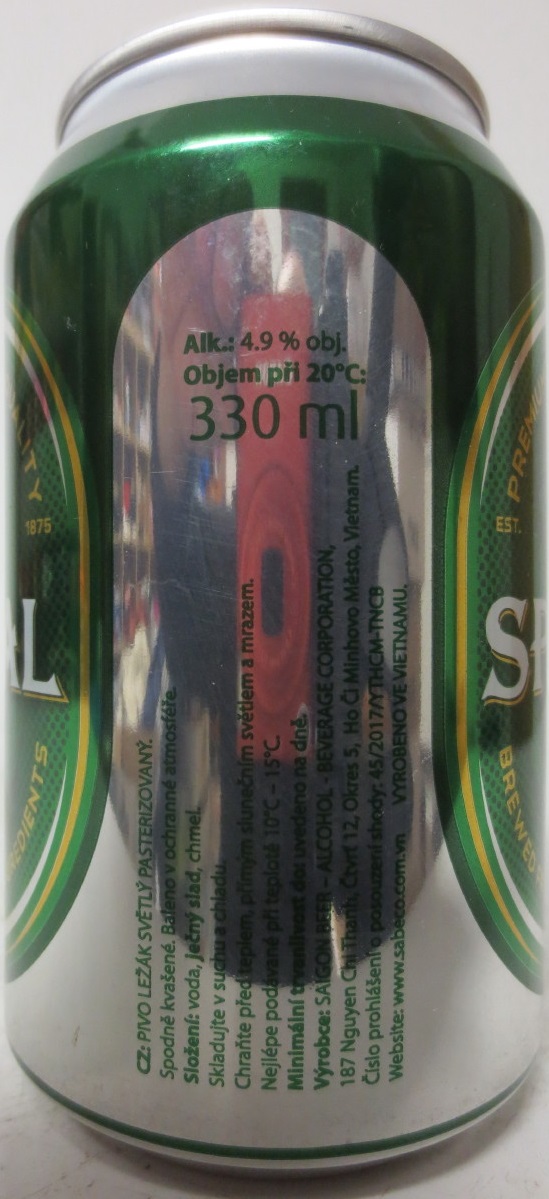 Alk.: 4.9 % obj.
Objem při 20°C:
330 ml
CZ: PIVO LEŽÁK SVĚTLÝ PASTERIZOVANÝ.
Spodně kvašené. Baleno v ochranné atmosféře.
Složení: voda, ječný slad, chmel.
Skladujte v suchu a chladu.
Chraňte před teplem, přímým slunečním světlem a mrazem.
Nejlépe podávané při teplotě 10°C – 15°C.
Minimální trvanlivost do: uvedeno na dně.
Výrobce: SAIGON BEER – ALCOHOL – BEVERAGE CORPORATION,
187 Nguyen Chi Thanh, Čtvrť 12, Okres 5, Ho Či Minhovo Město, Vietnam.
Číslo prohlášení o posouzení shody: 45/2017/YTHCM-TNCB
Website: www.sabeco.com.vn VYROBENO VE VIETNAMU.
1875
EST.
BREWED